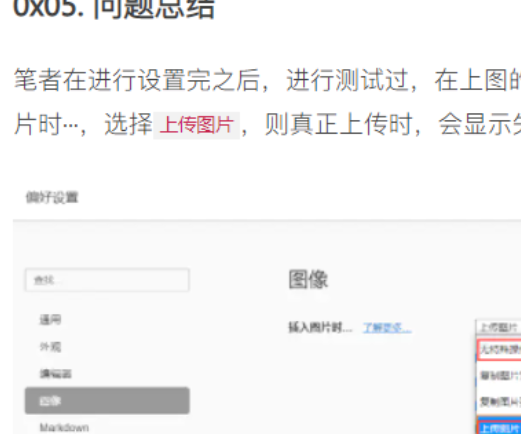 0x05. 问题总结
笔者在进行设置完之后，进行测试过，在上图的
片时…，选择 上传图片，则真正上传时，会显示失
偏好设置
查找...
图像
通用
插入图片时... 了解更多...
上传图片
外观
无特殊操作
编辑器
复制图片
图像
复制图片
Markdown
上传图片